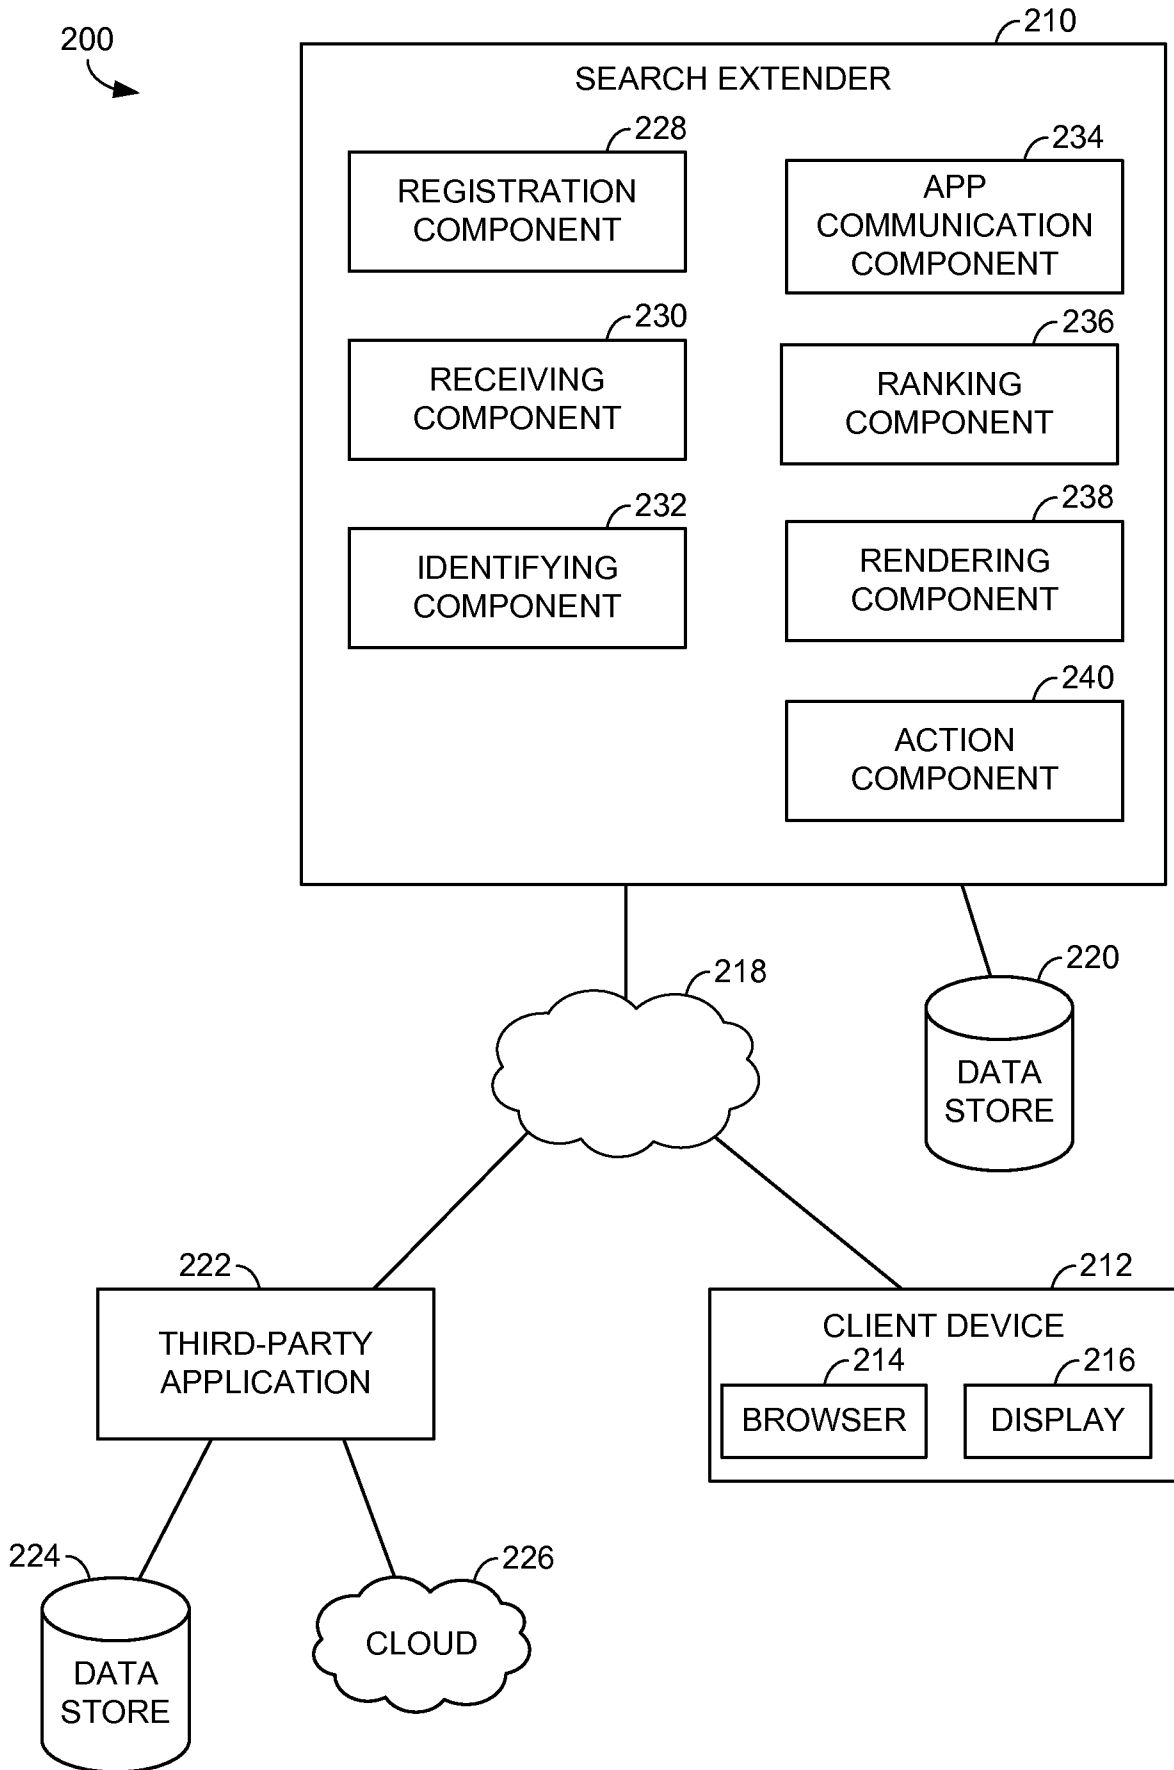 200
210
SEARCH EXTENDER
228
REGISTRATION
COMPONENT
234
APP
COMMUNICATION
COMPONENT
230
RECEIVING
COMPONENT
236
RANKING
COMPONENT
232
IDENTIFYING
COMPONENT
238
RENDERING
COMPONENT
240
ACTION
COMPONENT
218
220
DATA
STORE
222
THIRD-PARTY
APPLICATION
212
CLIENT DEVICE
214
BROWSER
216
DISPLAY
224
DATA
STORE
226
CLOUD